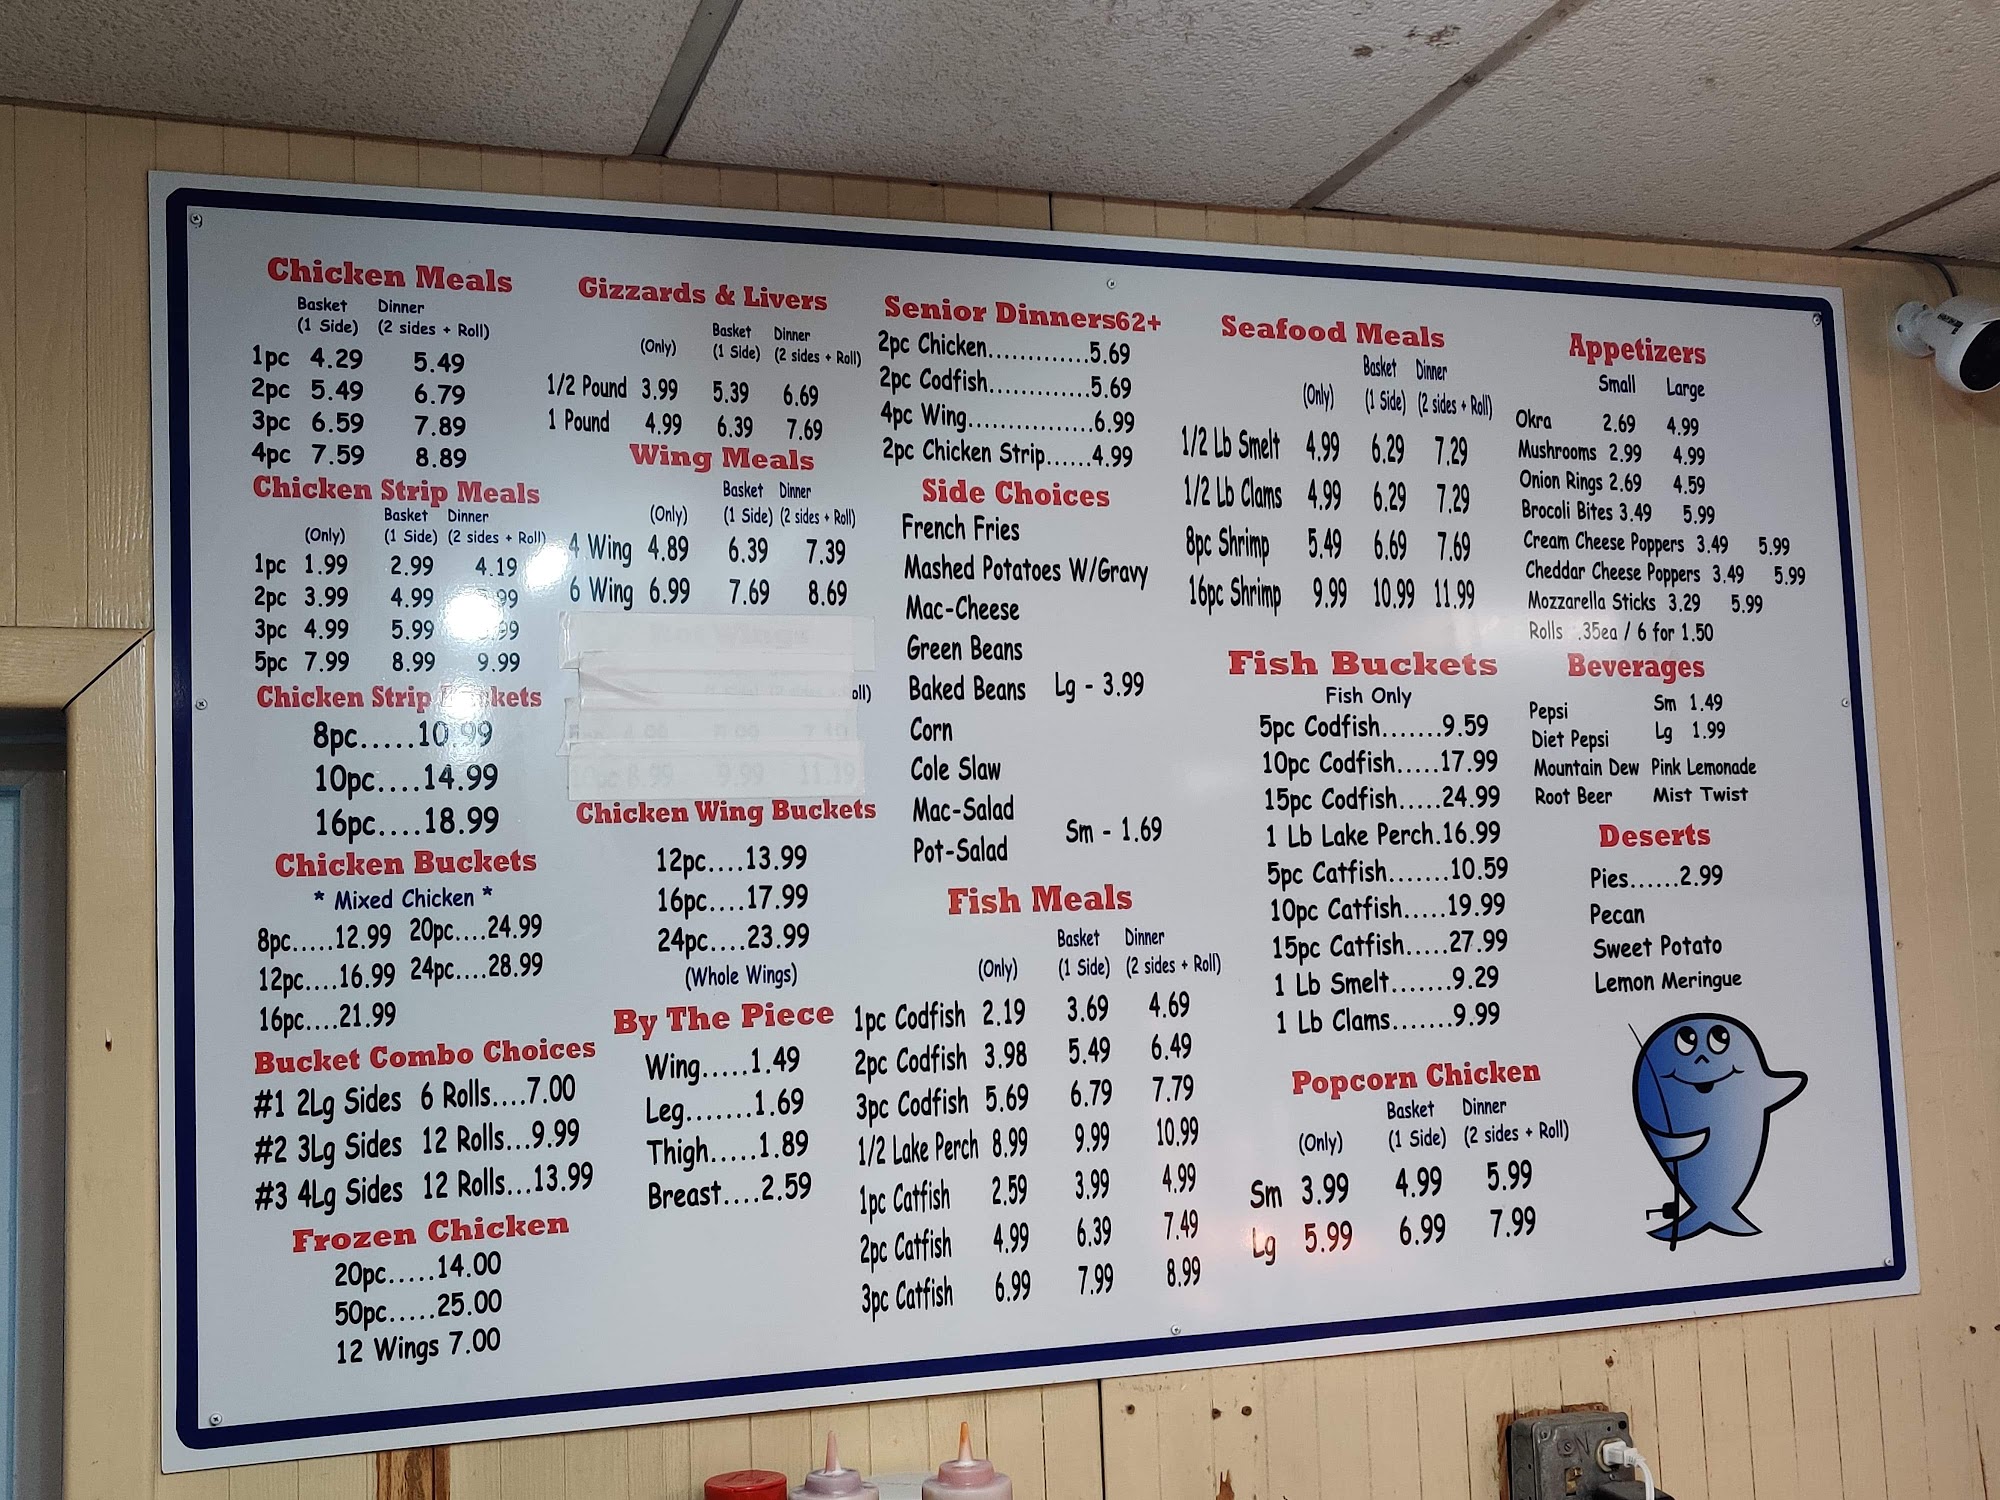 Chicken Meals
Basket Dinner
(1 Side) (2 sides + Roll)
1pc 4.29 5.49
2pc 5.49 6.79
3pc 6.59 7.89
4pc 7.59 8.89
Chicken Strip Meals
Basket Dinner
(Only) (1 Side) (2 sides + Roll)
1pc 1.99 2.99 4.19
2pc 3.99 4.99
3pc 4.99 5.99
5pc 7.99 8.99 9.99
Chicken Strip Buckets
8pc.....10.99
10pc....14.99
16pc....18.99
Chicken Buckets
* Mixed Chicken *
8pc.....12.99 20pc....24.99
12pc....16.99 24pc....28.99
16pc....21.99
Bucket Combo Choices
#1 2Lg Sides 6 Rolls....7.00
#2 3Lg Sides 12 Rolls...9.99
#3 4Lg Sides 12 Rolls...13.99
Frozen Chicken
20pc.....14.00
50pc.....25.00
12 Wings 7.00
Gizzards & Livers
Basket Dinner
(Only) (1 Side) (2 sides + Roll)
1/2 Pound 3.99 5.39 6.69
1 Pound 4.99 6.39 7.69
Wing Meals
Basket Dinner
(Only) (1 Side) (2 sides + Roll)
4 Wing 4.89 6.39 7.39
6 Wing 6.99 7.69 8.69
Chicken Wing Buckets
12pc....13.99
16pc....17.99
24pc....23.99
(Whole Wings)
By The Piece
Wing.....1.49
Leg.......1.69
Thigh.....1.89
Breast....2.59
Senior Dinners62+
2pc Chicken.............5.69
2pc Codfish.............5.69
4pc Wing................6.99
2pc Chicken Strip......4.99
Side Choices
French Fries
Mashed Potatoes W/Gravy
Mac-Cheese
Green Beans
Baked Beans Lg - 3.99
Corn
Cole Slaw
Mac-Salad
Sm - 1.69
Pot-Salad
Fish Meals
Basket Dinner
(Only) (1 Side) (2 sides + Roll)
1pc Codfish 2.19 3.69 4.69
2pc Codfish 3.98 5.49 6.49
3pc Codfish 5.69 6.79 7.79
1/2 Lake Perch 8.99 9.99 10.99
1pc Catfish 2.59 3.99 4.99
2pc Catfish 4.99 6.39 7.49
3pc Catfish 6.99 7.99 8.99
Seafood Meals
Basket Dinner
(Only) (1 Side) (2 sides + Roll)
1/2 Lb Smelt 4.99 6.29 7.29
1/2 Lb Clams 4.99 6.29 7.29
8pc Shrimp 5.49 6.69 7.69
16pc Shrimp 9.99 10.99 11.99
Fish Buckets
Fish Only
5pc Codfish.......9.59
10pc Codfish.....17.99
15pc Codfish.....24.99
1 Lb Lake Perch.16.99
5pc Catfish.......10.59
10pc Catfish.....19.99
15pc Catfish.....27.99
1 Lb Smelt.......9.29
1 Lb Clams.......9.99
Popcorn Chicken
Basket Dinner
(Only) (1 Side) (2 sides + Roll)
Sm 3.99 4.99 5.99
Lg 5.99 6.99 7.99
Appetizers
Small Large
Okra 2.69 4.99
Mushrooms 2.99 4.99
Onion Rings 2.69 4.59
Brocoli Bites 3.49 5.99
Cream Cheese Poppers 3.49 5.99
Cheddar Cheese Poppers 3.49 5.99
Mozzarella Sticks 3.29 5.99
Rolls .35ea / 6 for 1.50
Beverages
Pepsi Sm 1.49
Diet Pepsi Lg 1.99
Mountain Dew Pink Lemonade
Root Beer Mist Twist
Deserts
Pies......2.99
Pecan
Sweet Potato
Lemon Meringue